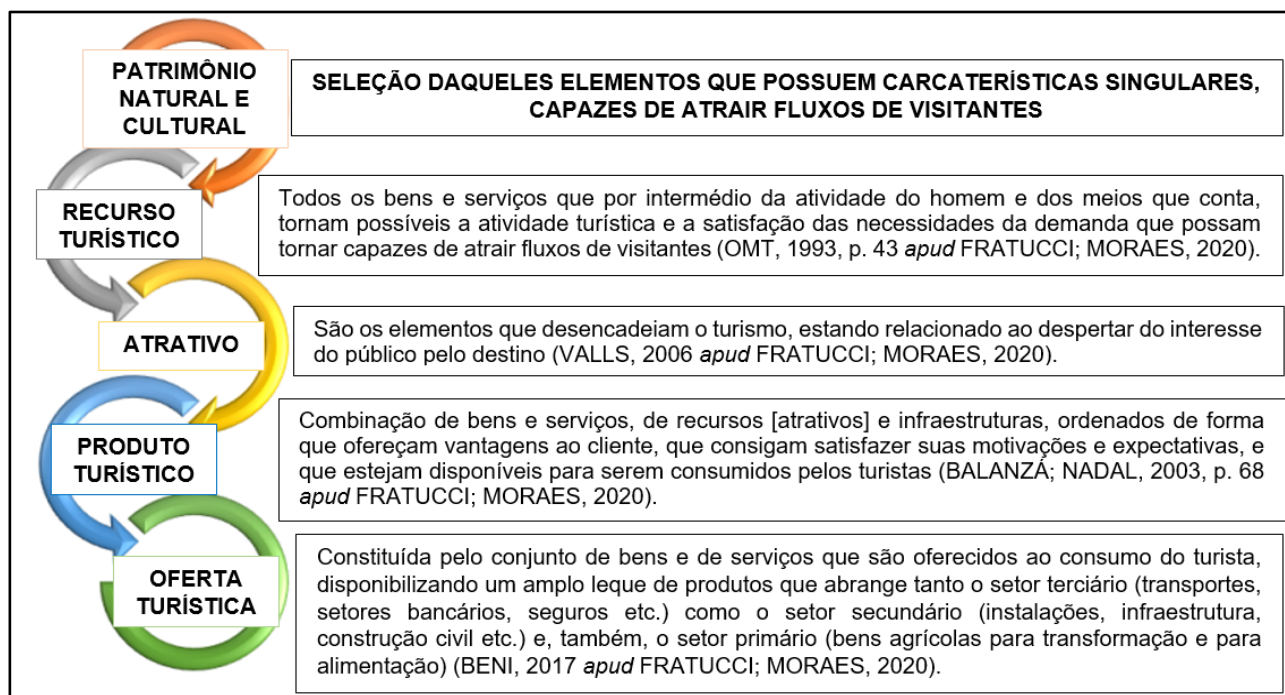 PATRIMÔNIO
NATURAL E
CULTURAL
SELEÇÃO DAQUELES ELEMENTOS QUE POSSUEM CARCATERÍSTICAS SINGULARES,
CAPAZES DE ATRAIR FLUXOS DE VISITANTES
RECURSO
TURÍSTICO
Todos os bens e serviços que por intermédio da atividade do homem e dos meios que conta,
tornam possíveis a atividade turística e a satisfação das necessidades da demanda que possam
tornar capazes de atrair fluxos de visitantes (OMT, 1993, p. 43 apud FRATUCCI; MORAES, 2020).
ATRATIVO
São os elementos que desencadeiam o turismo, estando relacionado ao despertar do interesse
do público pelo destino (VALLS, 2006 apud FRATUCCI; MORAES, 2020).
PRODUTO
TURÍSTICO
Combinação de bens e serviços, de recursos [atrativos] e infraestruturas, ordenados de forma
que ofereçam vantagens ao cliente, que consigam satisfazer suas motivações e expectativas, e
que estejam disponíveis para serem consumidos pelos turistas (BALANZÁ; NADAL, 2003, p. 68
apud FRATUCCI; MORAES, 2020).
OFERTA
TURÍSTICA
Constituída pelo conjunto de bens e de serviços que são oferecidos ao consumo do turista,
disponibilizando um amplo leque de produtos que abrange tanto o setor terciário (transportes,
setores bancários, seguros etc.) como o setor secundário (instalações, infraestrutura,
construção civil etc.) e, também, o setor primário (bens agrícolas para transformação e para
alimentação) (BENI, 2017 apud FRATUCCI; MORAES, 2020).